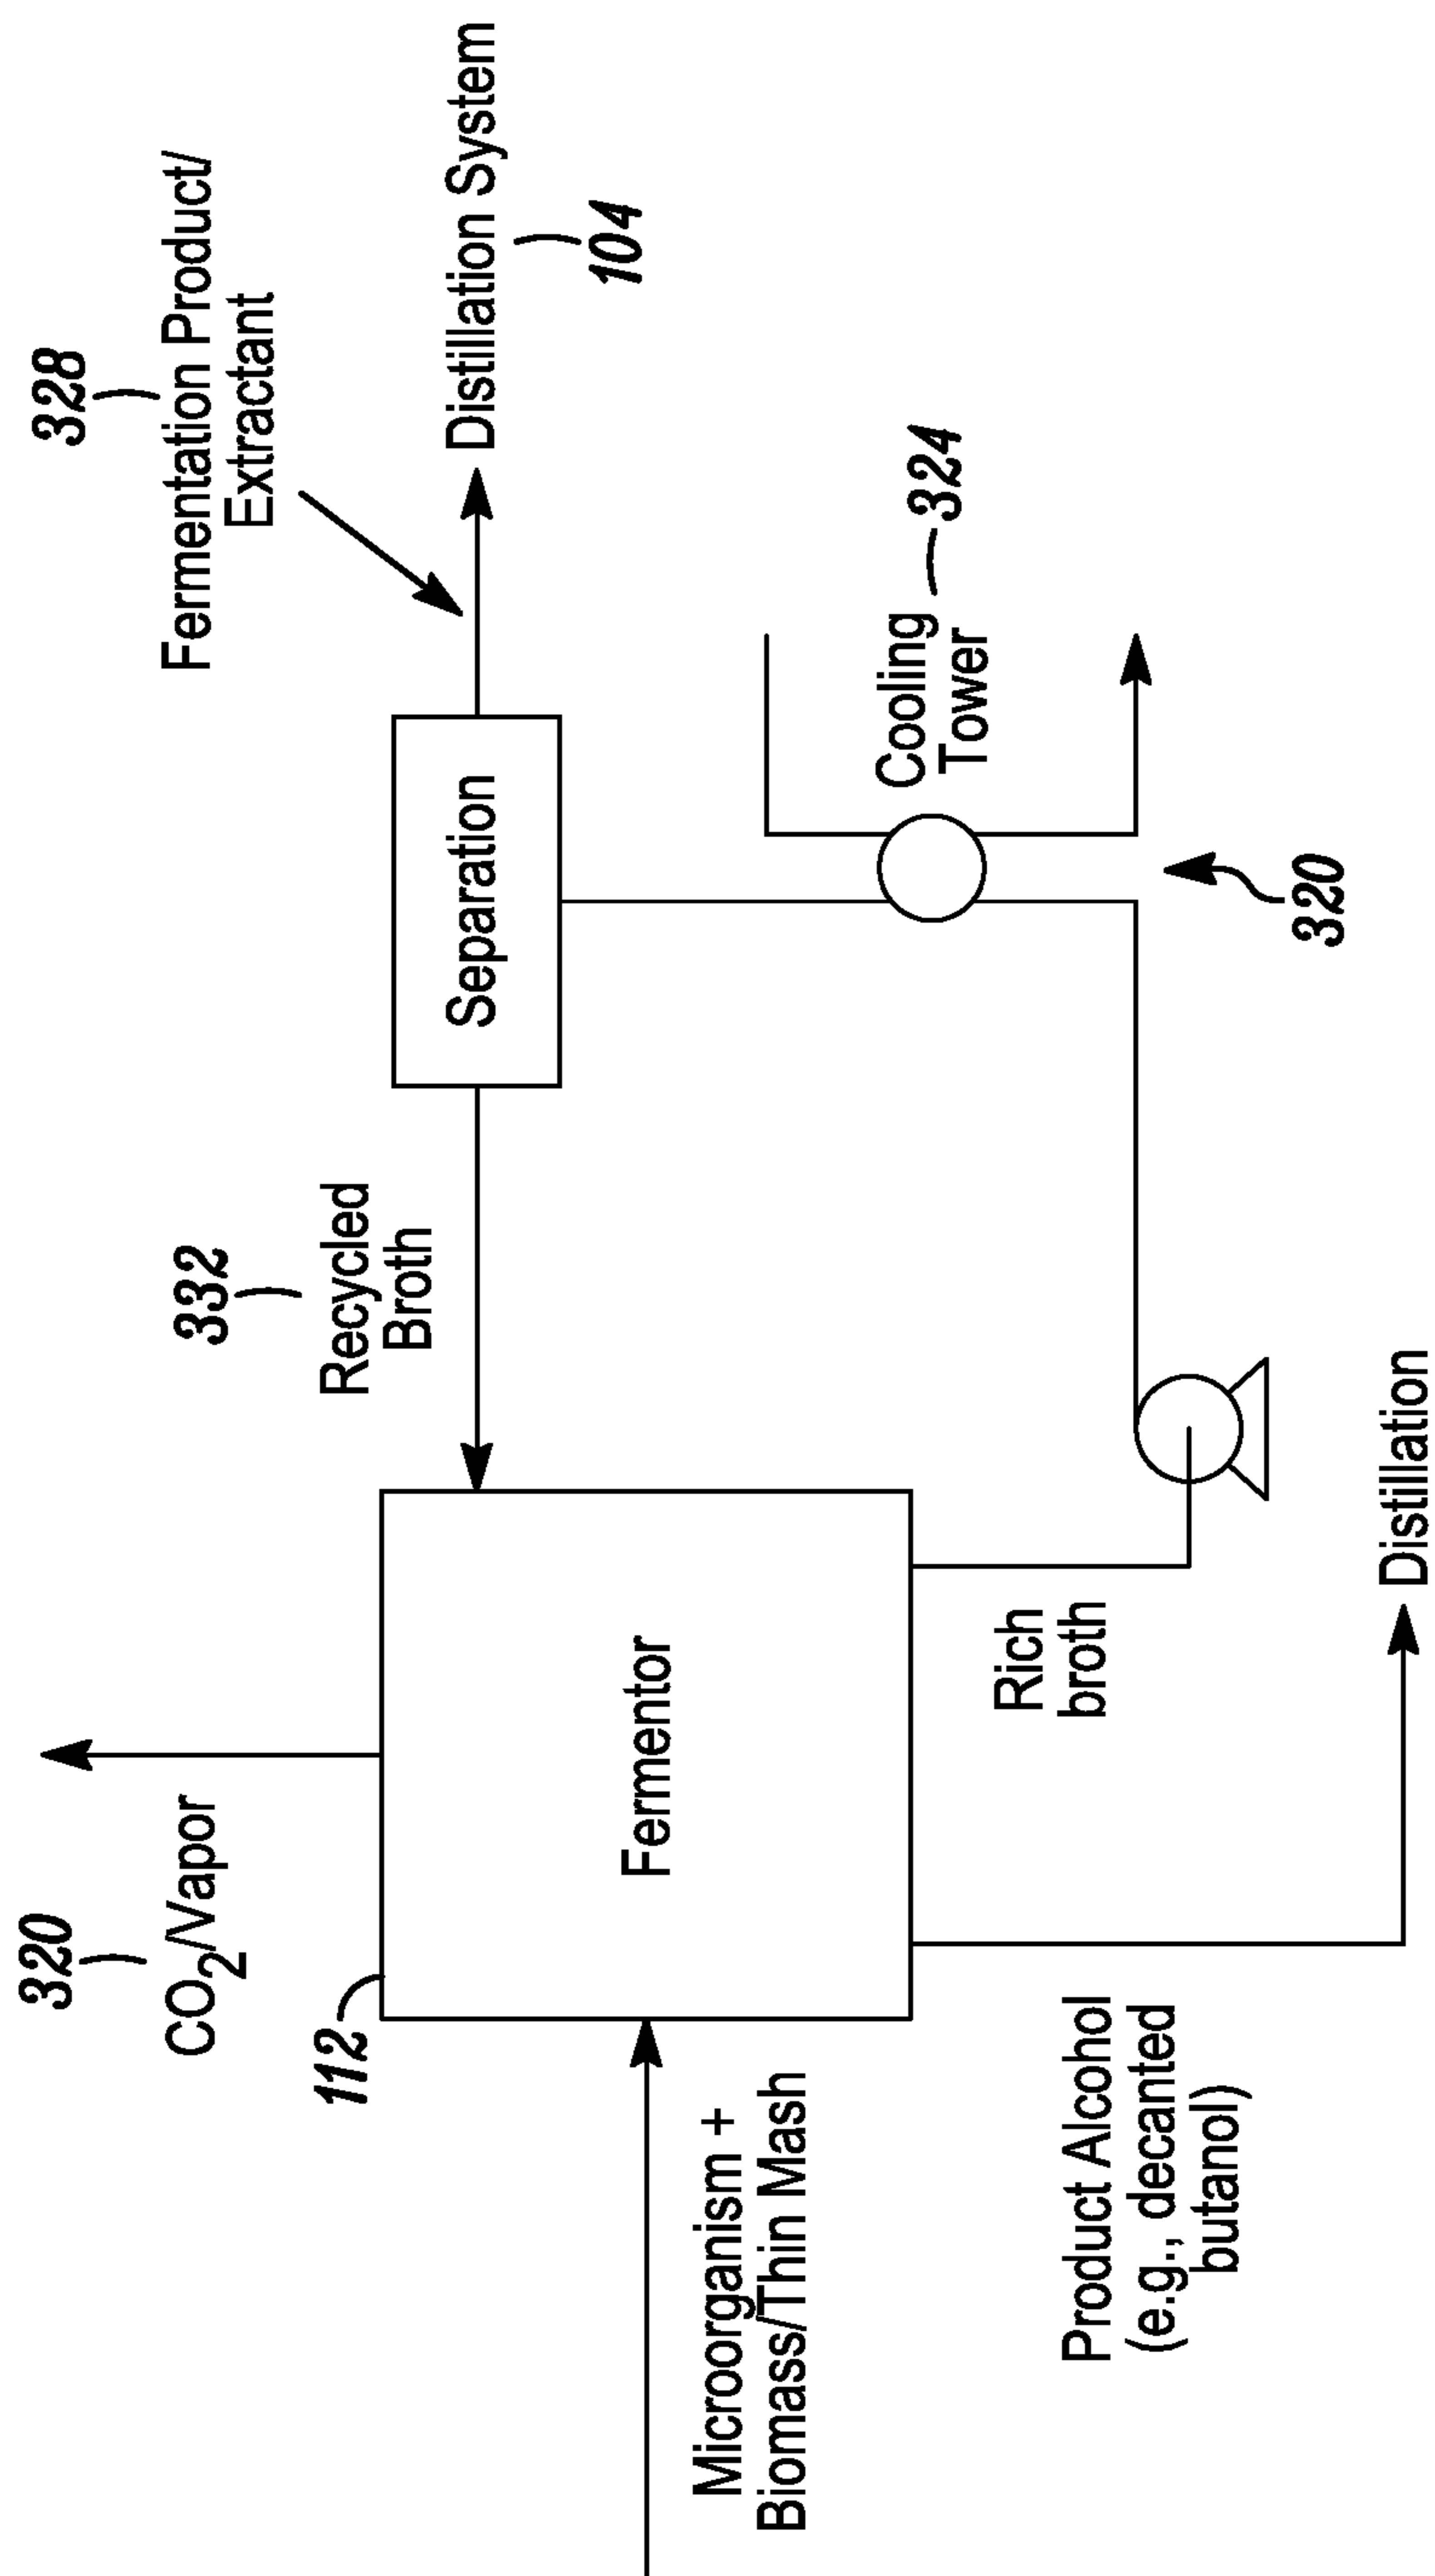 320
CO2/Vapor
112
Fermentor
Microorganism +
Biomass/Thin Mash
Product Alcohol
(e.g., decanted
butanol)
Distillation
Rich
broth
332
Recycled
Broth
Separation
328
Fermentation Product/
Extractant
Distillation System
104
Cooling
Tower
324
320